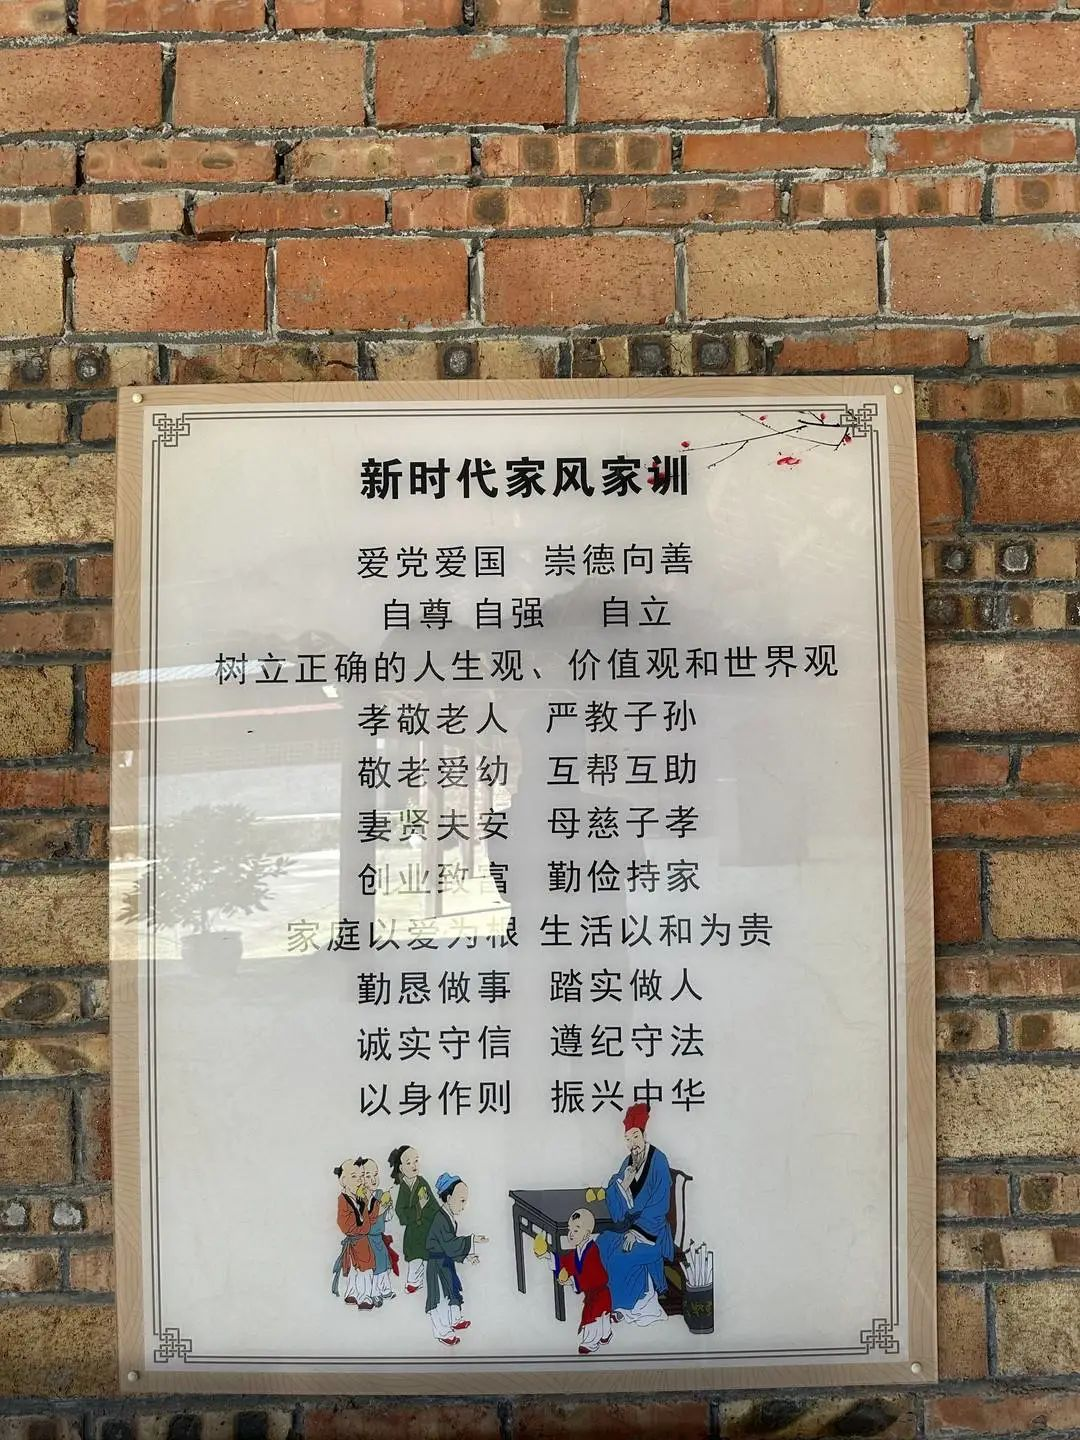 新时代家风家训
爱党爱国 崇德向善
自尊 自强 自立
树立正确的人生观、价值观和世界观
孝敬老人 严教子孙
敬老爱幼 互帮互助
妻贤夫安 母慈子孝
创业致富 勤俭持家
家庭以爱为根 生活以和为贵
勤恳做事 踏实做人
诚实守信 遵纪守法
以身作则 振兴中华